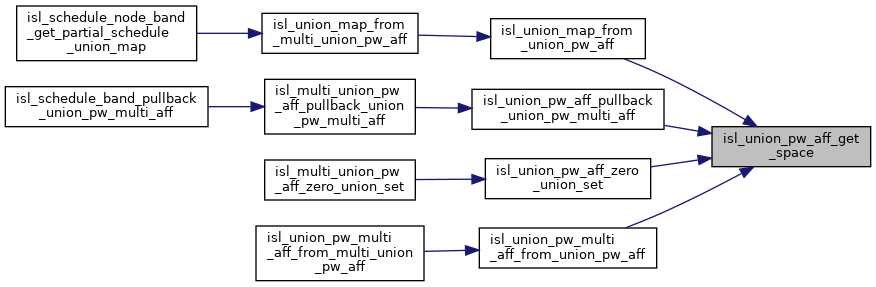 isl_schedule_node_band
_get_partial_schedule
_union_map
isl_union_map_from
_multi_union_pw_aff
isl_union_map_from
_union_pw_aff
isl_schedule_band_pullback
_union_pw_multi_aff
isl_multi_union_pw
_aff_pullback_union
_pw_multi_aff
isl_union_pw_aff_pullback
_union_pw_multi_aff
isl_union_pw_aff_get
_space
isl_multi_union_pw
_aff_zero_union_set
isl_union_pw_aff_zero
_union_set
isl_union_pw_multi
_aff_from_multi_union
_pw_aff
isl_union_pw_multi
_aff_from_union_pw_aff